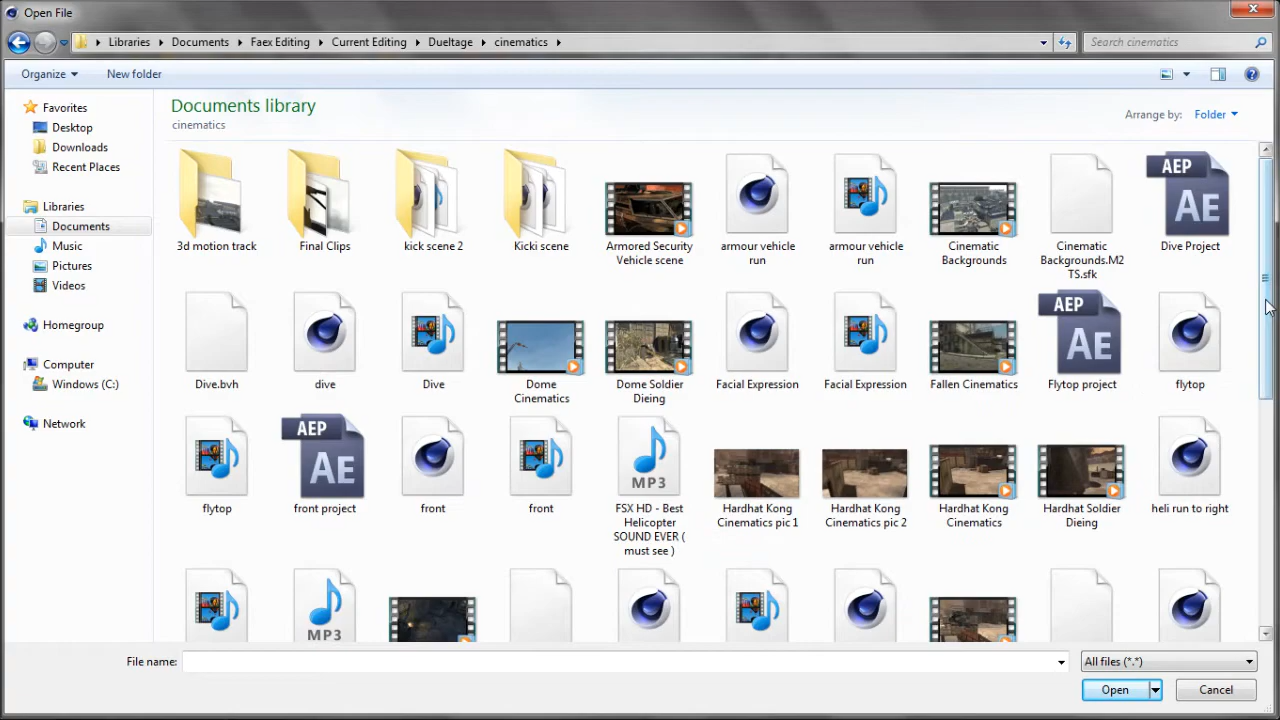 Open File
Libraries
Documents
Faex Editing
Current Editing
Dueltage
cinematics
Search cinematics
Organize
New folder
Favorites
Desktop
Downloads
Recent Places
Libraries
Documents
Music
Pictures
Videos
Homegroup
Computer
Windows (C:)
Network
Documents library
cinematics
Arrange by: Folder
AEP
Ae
3d motion track
Final Clips
kick scene 2
Kicki scene
Armored Security
Vehicle scene
armour vehicle
run
armour vehicle
run
Cinematic
Backgrounds
Cinematic
Backgrounds.M2
TS.sfk
Dive Project
AEP
Ae
Dive.bvh
dive
Dive
Dome
Cinematics
Dome Soldier
Dieing
Facial Expression
Facial Expression
Fallen Cinematics
Flytop project
flytop
AEP
Ae
MP3
flytop
front project
front
front
FSX HD - Best
Helicopter
SOUND EVER (
must see )
Hardhat Kong
Cinematics pic 1
Hardhat Kong
Cinematics pic 2
Hardhat Kong
Cinematics
Hardhat Soldier
Dieing
heli run to right
MP3
File name:
All files (*.*)
Open
Cancel